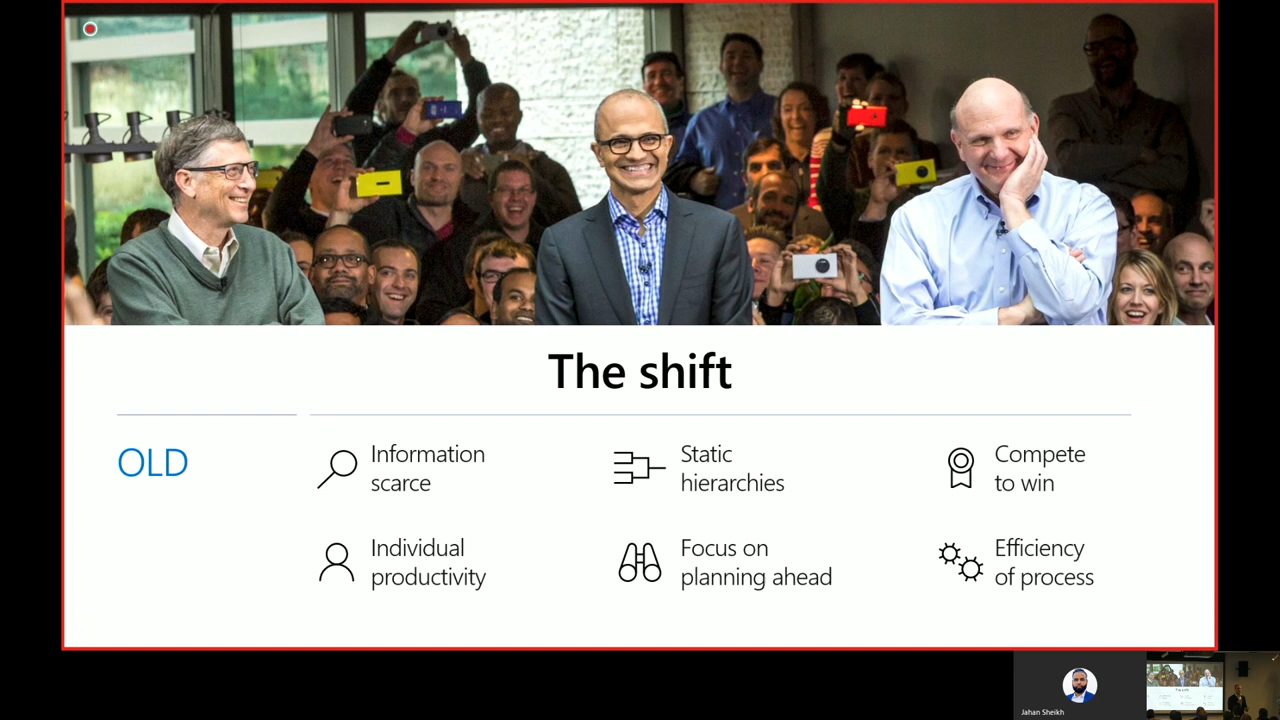 The shift
OLD
Information
scarce
Static
hierarchies
Compete
to win
Individual
productivity
Focus on
planning ahead
Efficiency
of process
Jahan Sheikh